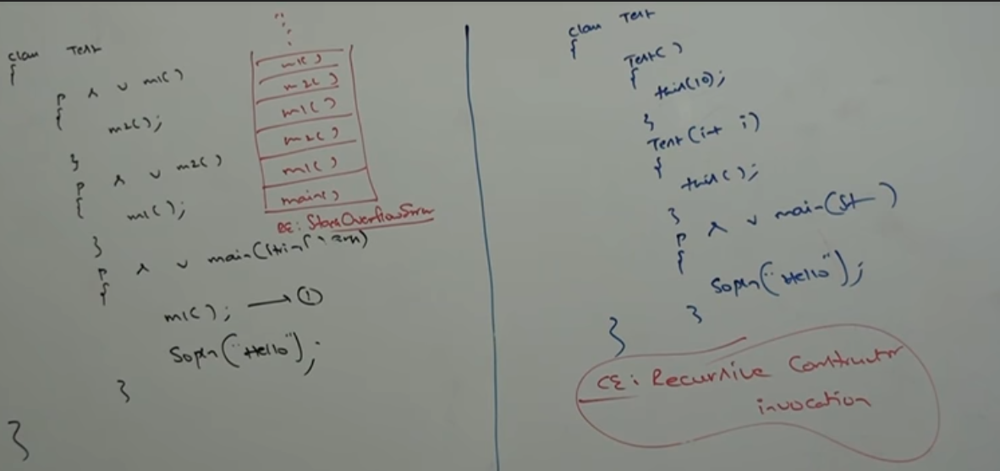 class Test
{
p s v m1()
{
m2();
}
p s v m2()
{
m1();
}
p s v main(String[] args)
{
m1(); → ①
Sopln("Hello");
}
}
m1()
m2()
m1()
m2()
m1()
main()
RE: StackOverflowError
class Test
{
Test()
{
this(10);
}
Test(int i)
{
this();
}
p s v main(St—)
{
Sopln("Hello");
}
}
CE: Recursive Constructor
invocation